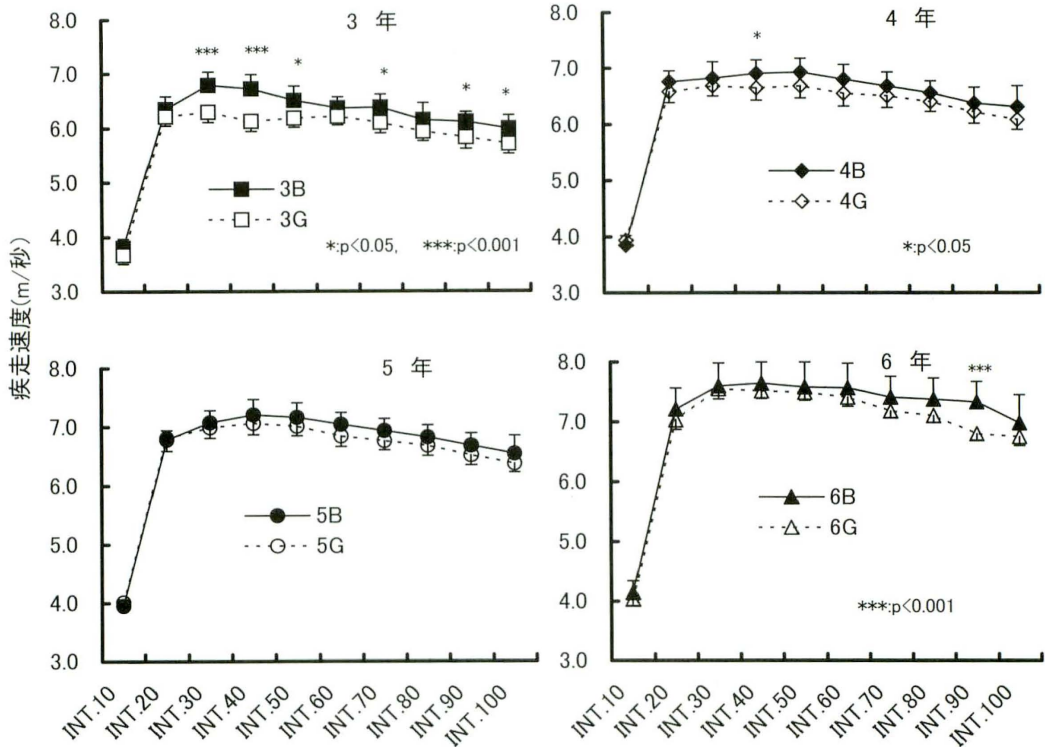 疾走速度(m/秒)
3 年
8.0
7.0
6.0
5.0
4.0
3.0
*** *** * * * *
3B
3G
*:p<0.05, ***:p<0.001
4 年
8.0
7.0
6.0
5.0
4.0
3.0
*
4B
4G
*:p<0.05
5 年
8.0
7.0
6.0
5.0
4.0
3.0
5B
5G
INT.10
INT.20
INT.30
INT.40
INT.50
INT.60
INT.70
INT.80
INT.90
INT.100
6 年
8.0
7.0
6.0
5.0
4.0
3.0
***
6B
6G
***:p<0.001
INT.10
INT.20
INT.30
INT.40
INT.50
INT.60
INT.70
INT.80
INT.90
INT.100